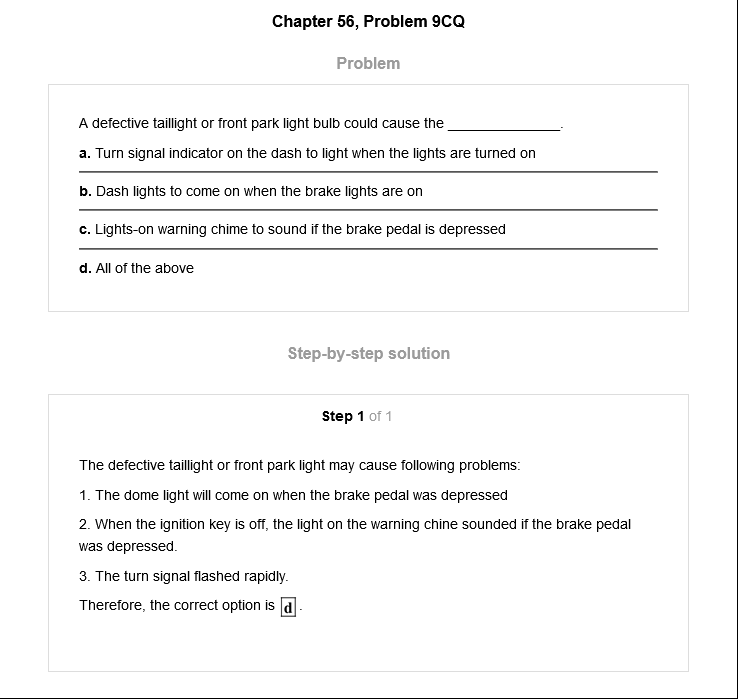 Chapter 56, Problem 9CQ
Problem
A defective taillight or front park light bulb could cause the ______________.
a. Turn signal indicator on the dash to light when the lights are turned on
b. Dash lights to come on when the brake lights are on
c. Lights-on warning chime to sound if the brake pedal is depressed
d. All of the above
Step-by-step solution
Step 1 of 1
The defective taillight or front park light may cause following problems:
1. The dome light will come on when the brake pedal was depressed
2. When the ignition key is off, the light on the warning chine sounded if the brake pedal
was depressed.
3. The turn signal flashed rapidly.
Therefore, the correct option is d.